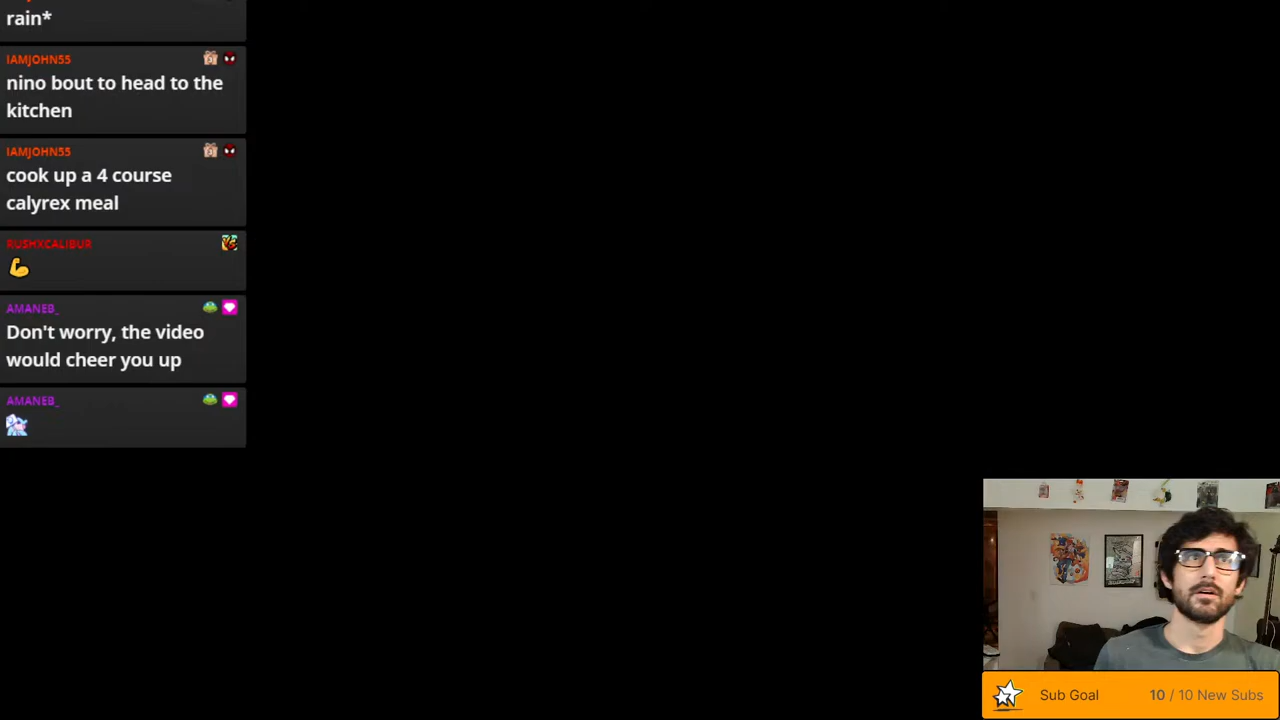 rain*
IAMJOHN55
nino bout to head to the
kitchen
IAMJOHN55
cook up a 4 course
calyrex meal
RUSHXCALIBUR
AMANEB_
Don't worry, the video
would cheer you up
AMANEB_
Sub Goal 10 / 10 New Subs